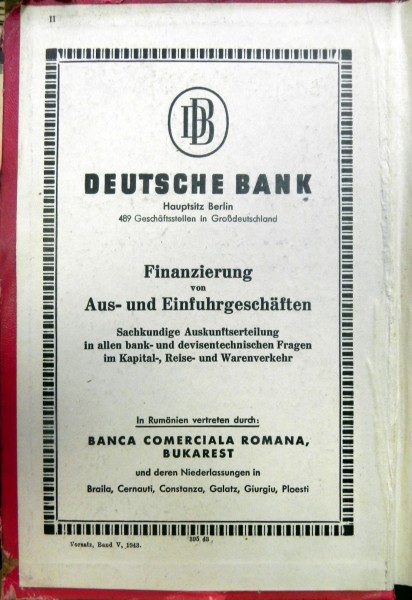 II
DB
DEUTSCHE BANK
Hauptsitz Berlin
489 Geschäftsstellen in Großdeutschland
Finanzierung
von
Aus- und Einfuhrgeschäften
Sachkundige Auskunftserteilung
in allen bank- und devisentechnischen Fragen
im Kapital-, Reise- und Warenverkehr
In Rumänien vertreten durch:
BANCA COMERCIALA ROMANA,
BUKAREST
und deren Niederlassungen in
Braila, Cernauti, Constanza, Galatz, Giurgiu, Ploesti
105 43
Vorsatz, Band V, 1943.